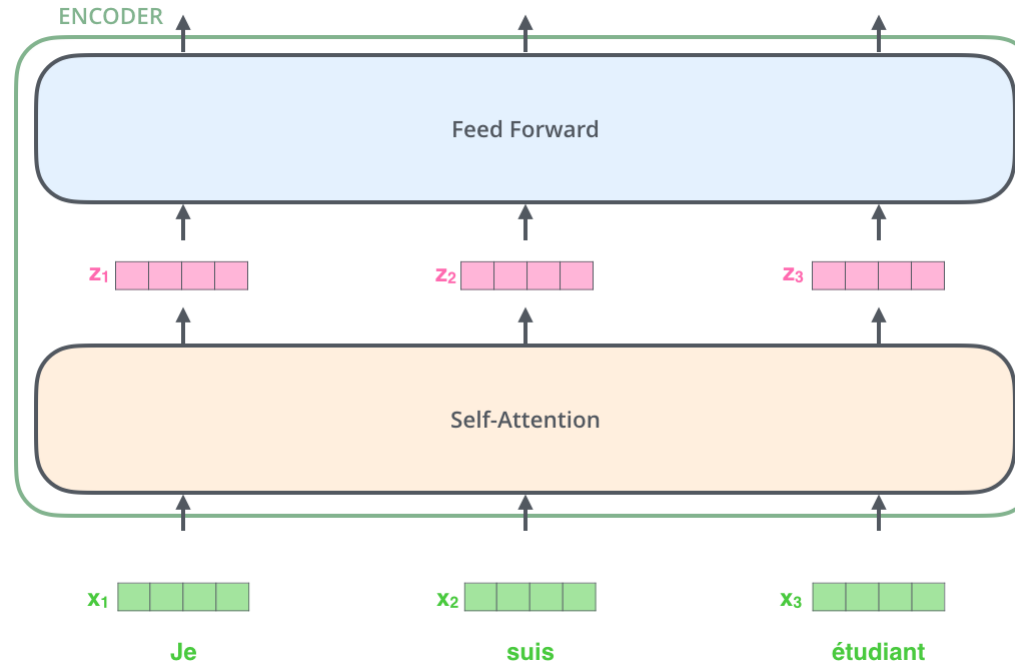 ENCODER
Feed Forward
z₁ z₂ z₃
Self-Attention
x₁ x₂ x₃
Je suis étudiant